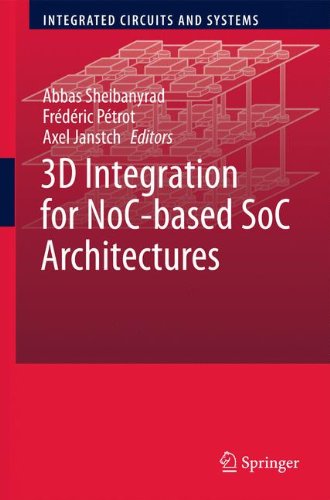 INTEGRATED CIRCUITS AND SYSTEMS
Abbas Sheibanyrad
Frédéric Pétrot
Axel Janstch Editors
3D Integration
for NoC-based SoC
Architectures
Springer